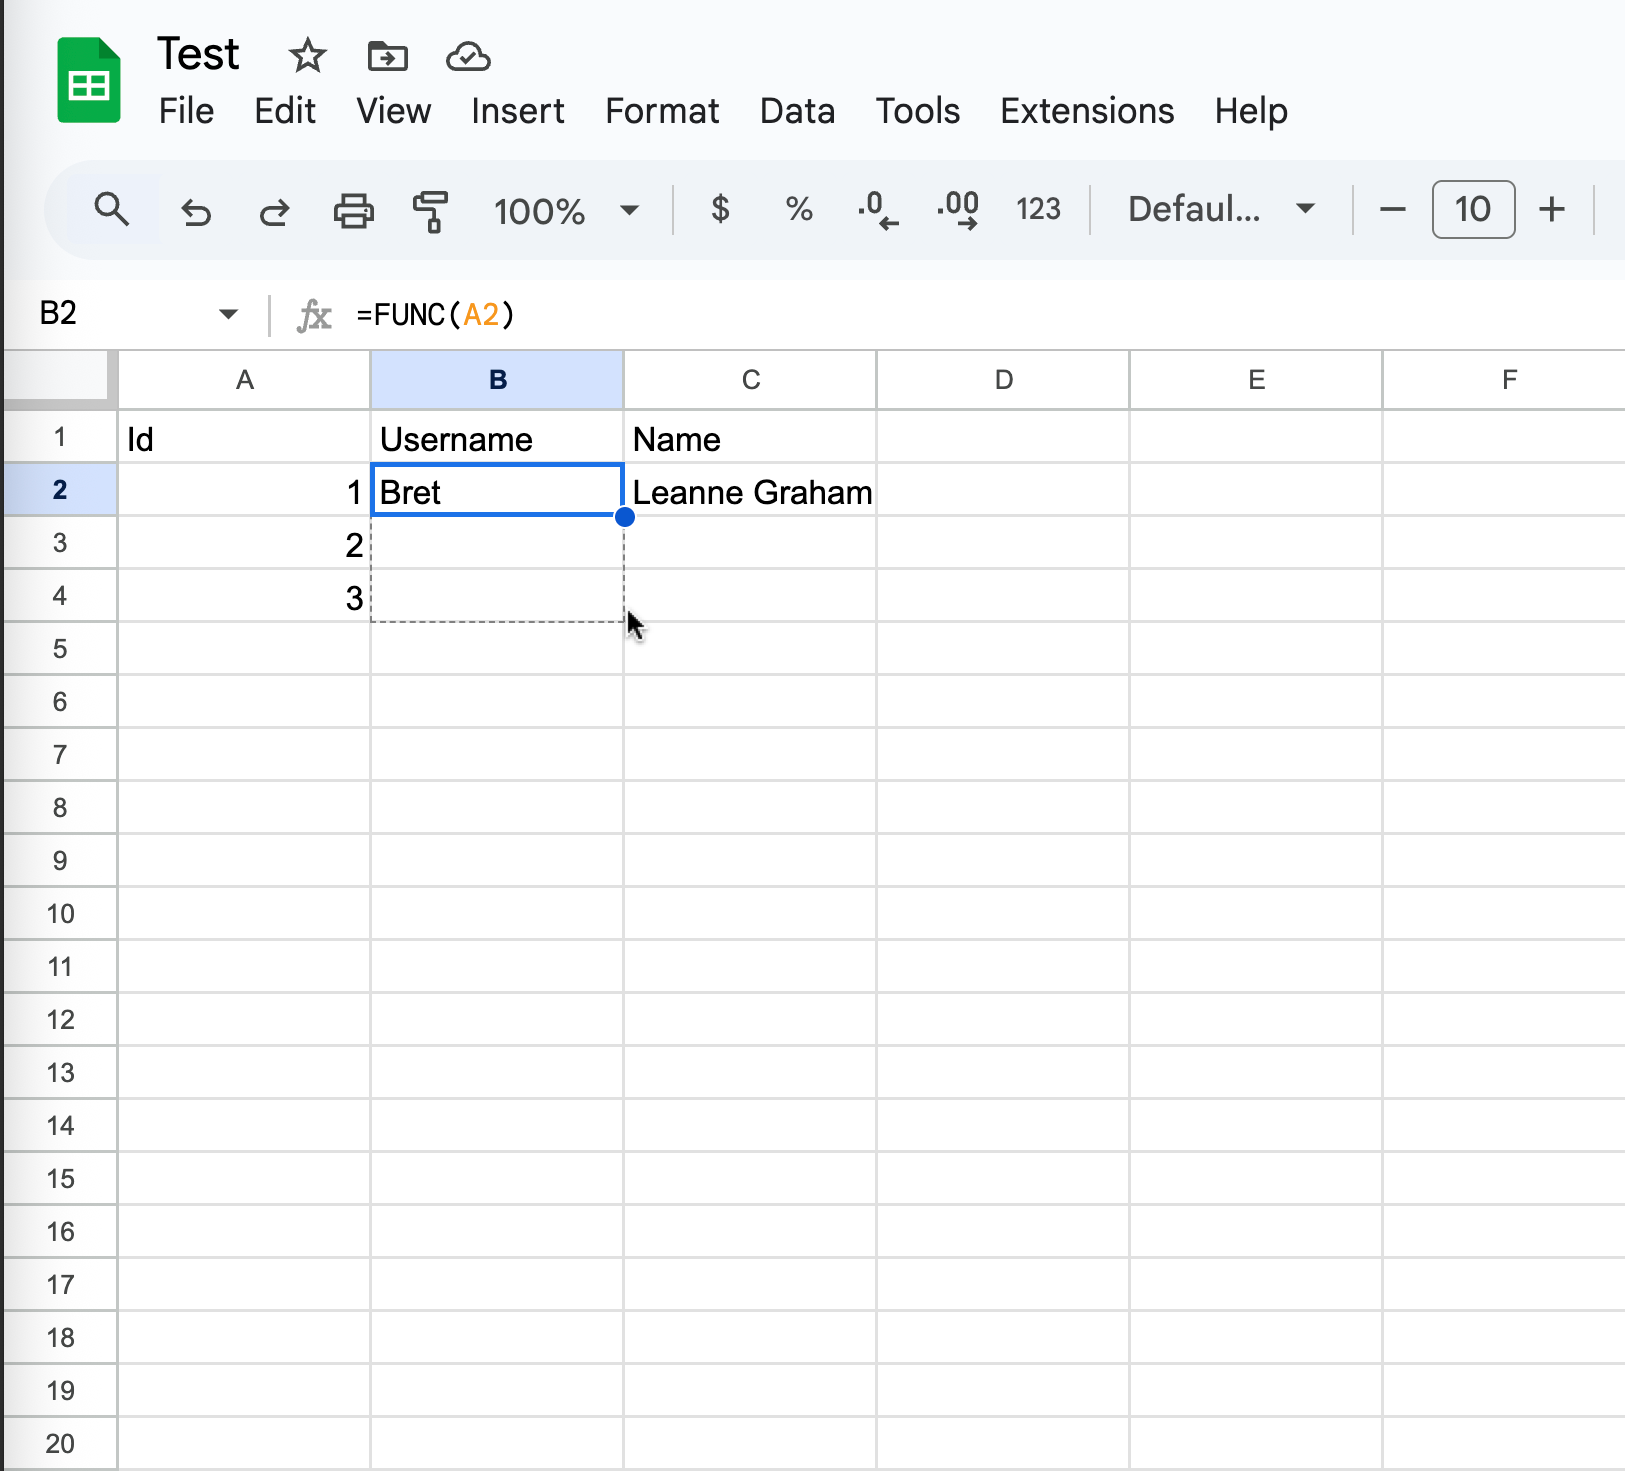 Test
File Edit View Insert Format Data Tools Extensions Help
100% $ % .0 .00 123 Defaul... 10
B2 fx =FUNC(A2)
A B C D E F
1 Id Username Name
2 1 Bret Leanne Graham
3 2
4 3
5
6
7
8
9
10
11
12
13
14
15
16
17
18
19
20